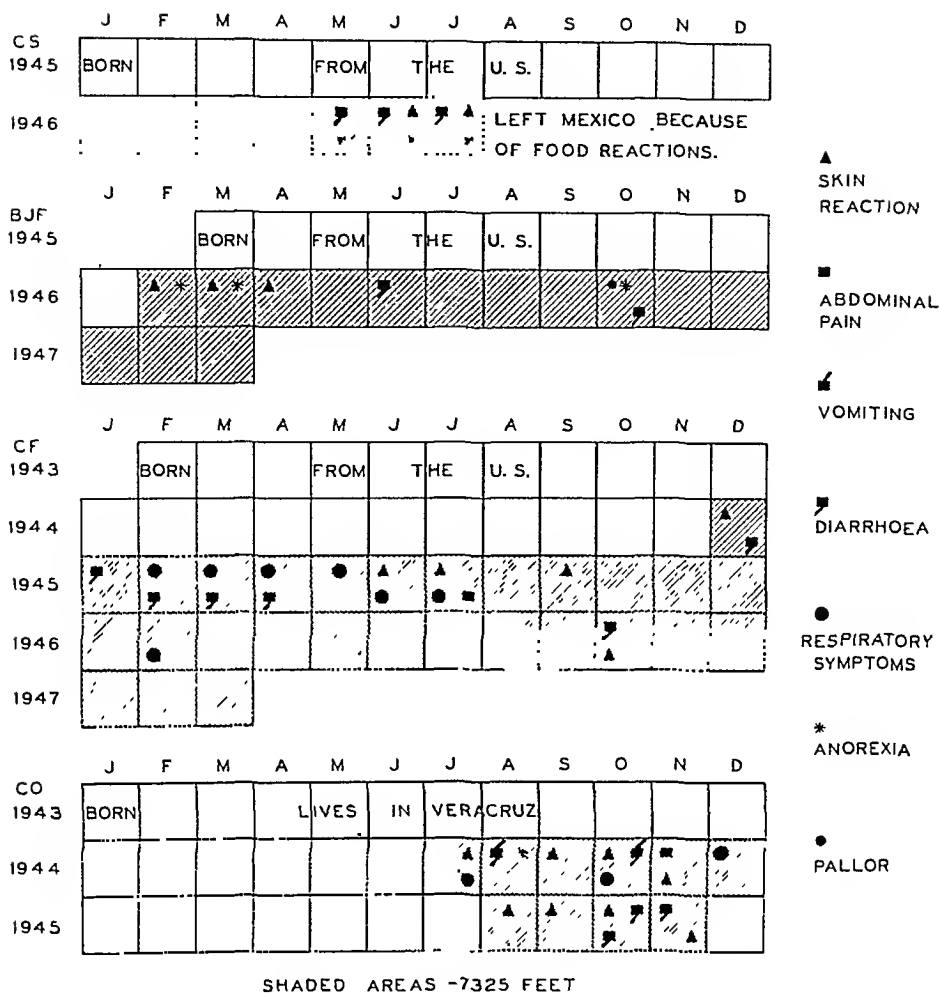 J F M A M J J A S O N D
CS
1945 BORN FROM THE U. S.
1946 LEFT MEXICO BECAUSE
OF FOOD REACTIONS.
J F M A M J J A S O N D
BJF
1945 BORN FROM THE U. S.
1946
1947
J F M A M J J A S O N D
CF
1943 BORN FROM THE U. S.
1944
1945
1946
1947
J F M A M J J A S O N D
CO
1943 BORN LIVES IN VERACRUZ
1944
1945
SHADED AREAS -7325 FEET
SKIN
REACTION
ABDOMINAL
PAIN
VOMITING
DIARRHOEA
RESPIRATORY
SYMPTOMS
ANOREXIA
PALLOR